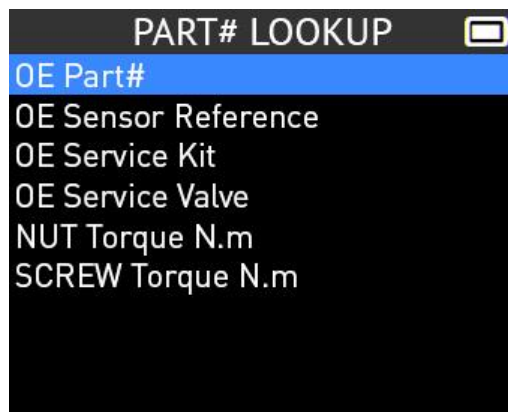 PART# LOOKUP
OE Part#
OE Sensor Reference
OE Service Kit
OE Service Valve
NUT Torque N.m
SCREW Torque N.m